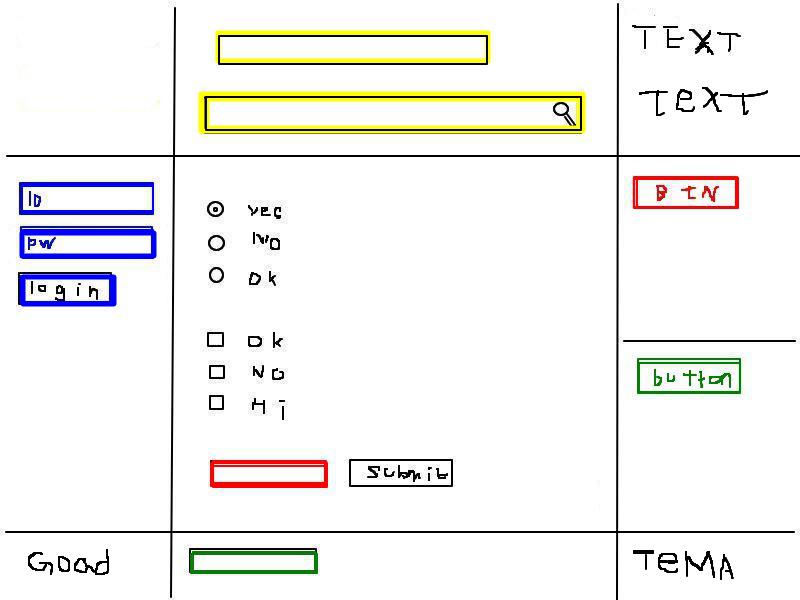 TEXT
TEXT
ID
PW
login
yes
NO
OK
OK
NO
HI
Submit
BTN
button
Good
TEMA